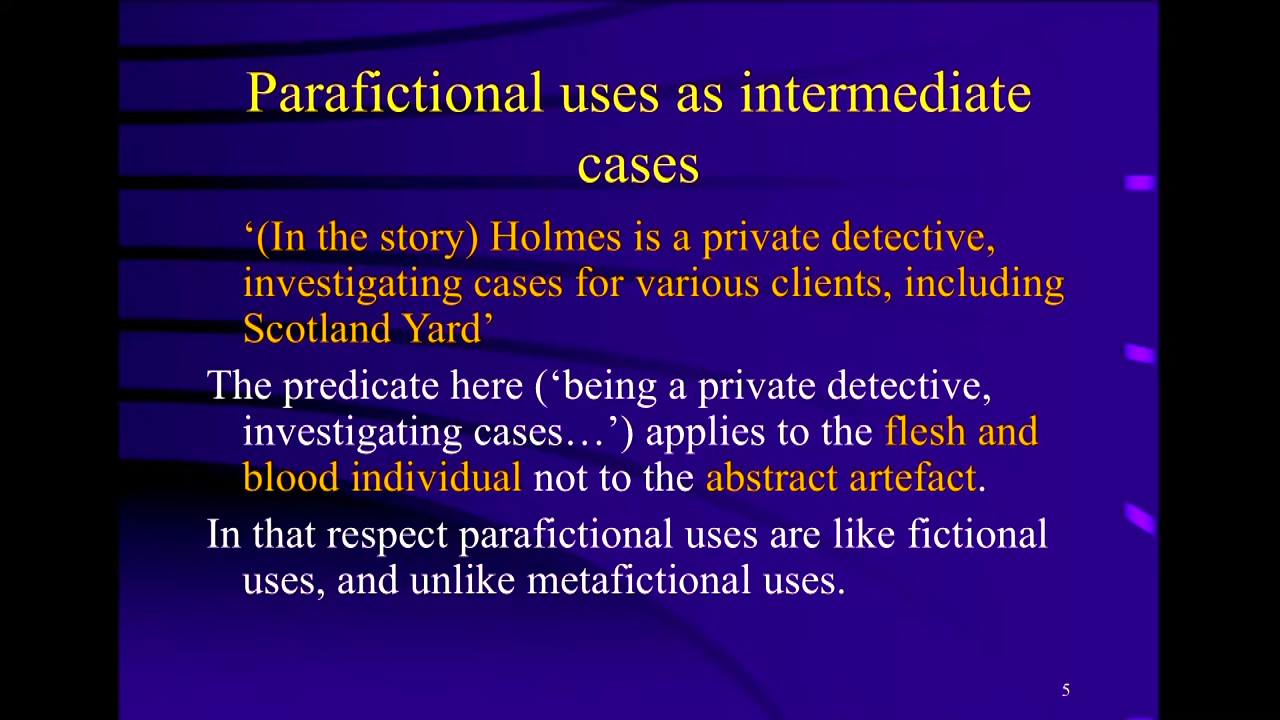 Parafictional uses as intermediate
cases
‘(In the story) Holmes is a private detective,
investigating cases for various clients, including
Scotland Yard’
The predicate here (‘being a private detective,
investigating cases…’) applies to the flesh and
blood individual not to the abstract artefact.
In that respect parafictional uses are like fictional
uses, and unlike metafictional uses.
5